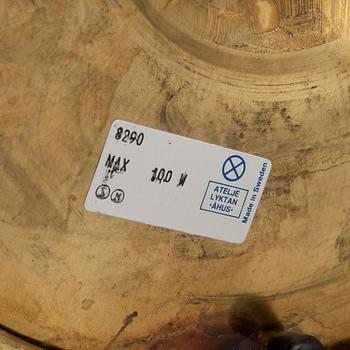 8290
MAX 100 W
S N
ATELJE
LYKTAN
·ÅHUS·
Made in Sweden